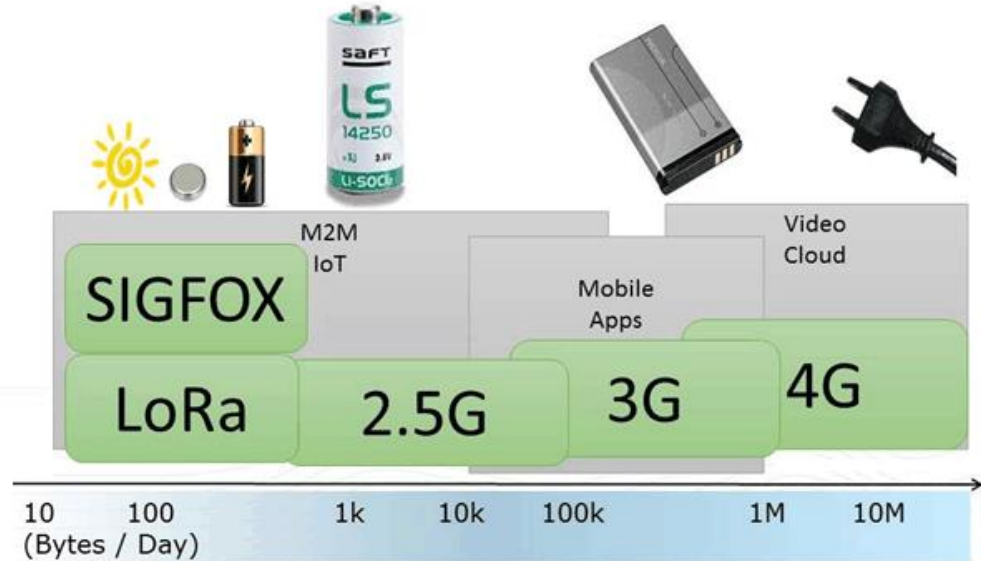 saft
LS
14250
Li-SOCl₂
M2M
IoT
Video
Cloud
Mobile
Apps
SIGFOX
LoRa
2.5G
3G
4G
10 100 1k 10k 100k 1M 10M
(Bytes / Day)